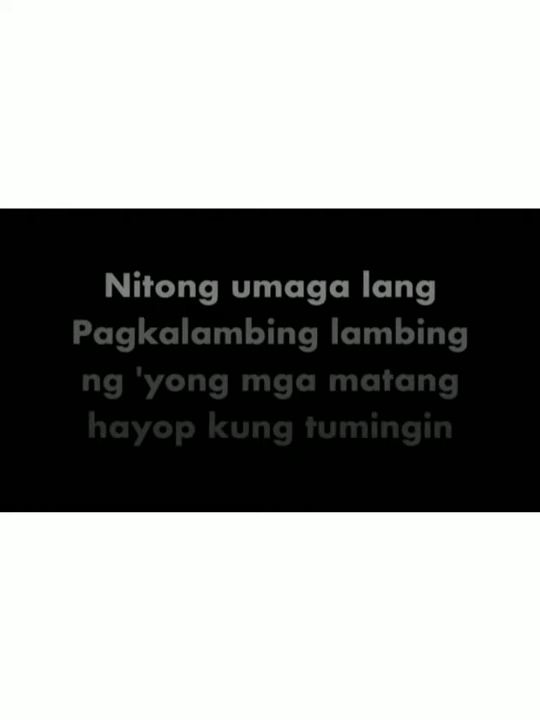 Nitong umaga lang
Pagkalambing lambing
ng 'yong mga matang
hayop kung tumingin